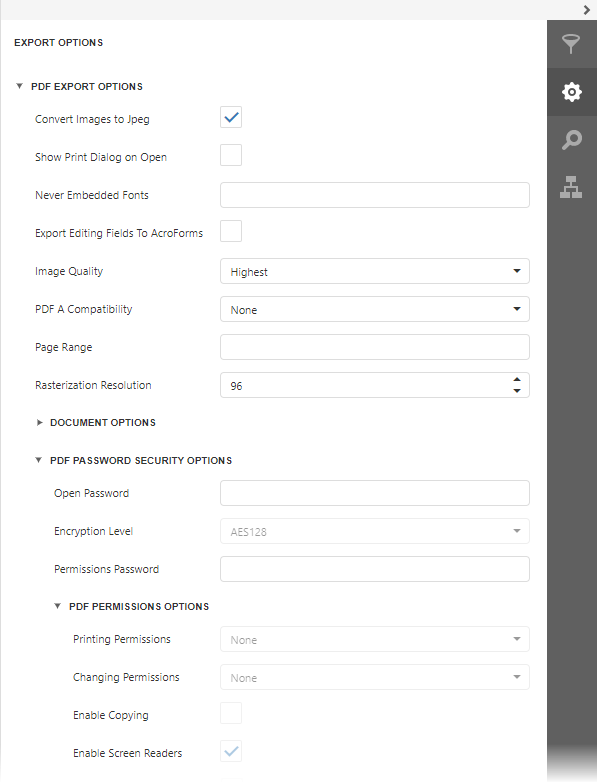 EXPORT OPTIONS
PDF EXPORT OPTIONS
Convert Images to Jpeg
Show Print Dialog on Open
Never Embedded Fonts
Export Editing Fields To AcroForms
Image Quality Highest
PDF A Compatibility None
Page Range
Rasterization Resolution 96
DOCUMENT OPTIONS
PDF PASSWORD SECURITY OPTIONS
Open Password
Encryption Level AES128
Permissions Password
PDF PERMISSIONS OPTIONS
Printing Permissions None
Changing Permissions None
Enable Copying
Enable Screen Readers